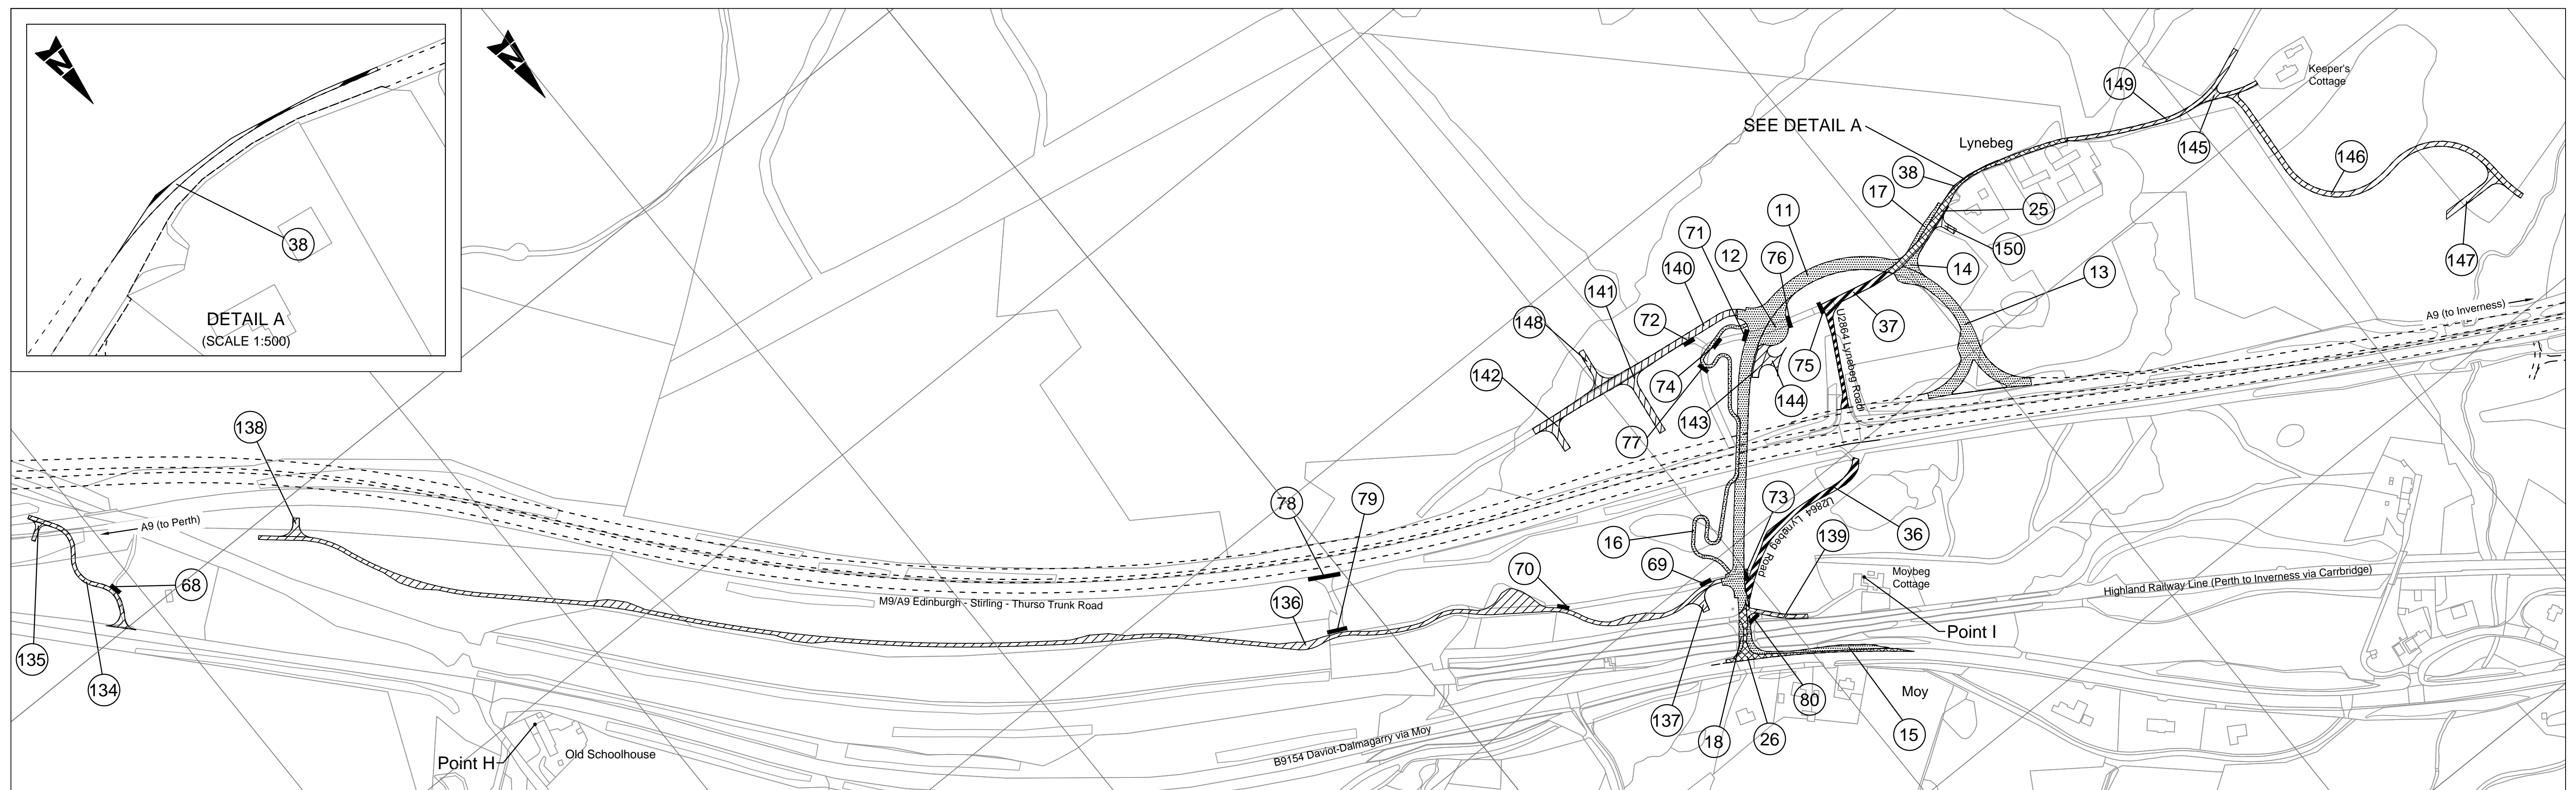 N
N
38
DETAIL A
(SCALE 1:500)
Keeper's
Cottage
149
SEE DETAIL A
Lynebeg
145
146
38
17
25
147
150
11
71
12
76
14
13
140
141
A9 (to Inverness)
148
72
37
U2864 Lynebeg Road
75
142
74
144
143
77
138
78
79
73
U2864 Lynebeg Road
36
A9 (to Perth)
16
139
69
70
Moybeg
Cottage
Highland Railway Line (Perth to Inverness via Carrbridge)
68
M9/A9 Edinburgh - Stirling - Thurso Trunk Road
136
Point I
135
134
137
18
26
80
Moy
15
Point H
Old Schoolhouse
B9154 Daviot-Dalmagarry via Moy